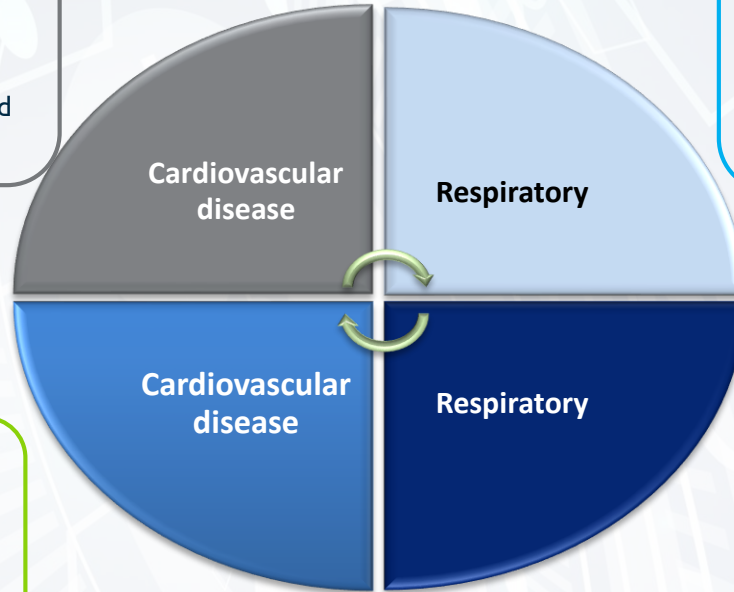 d
Cardiovascular
disease
Respiratory
Cardiovascular
disease
Respiratory